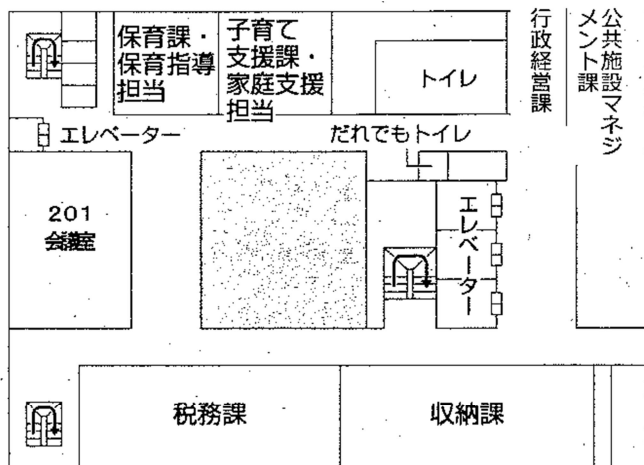 保育課・
保育指導
担当
子育て
支援課・
家庭支援
担当
トイレ
行政経営課
公共施設マネジ
メント課
エレベーター
だれでもトイレ
201
会議室
エレベーター
税務課
収納課